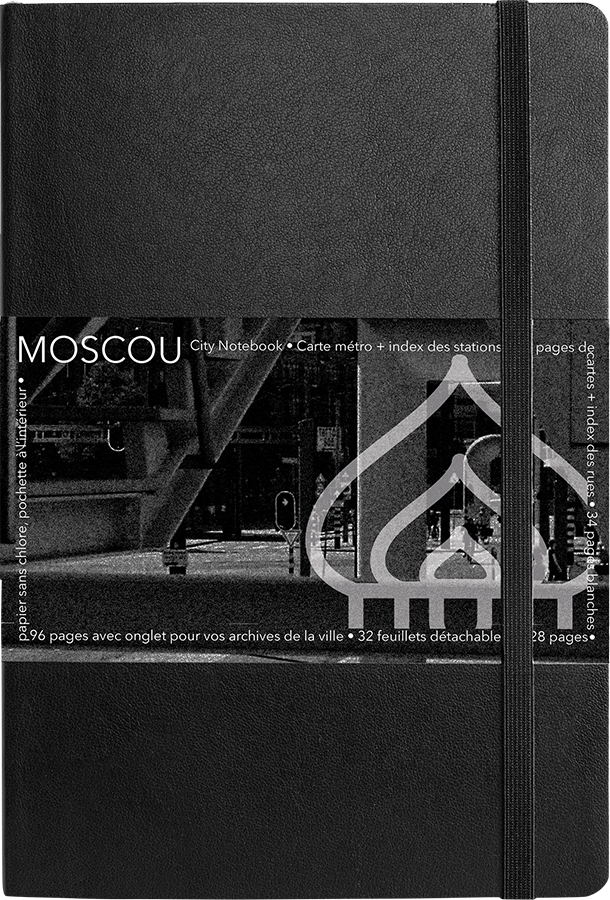 MOSCOU City Notebook • Carte métro + index des stations pages de
cartes + index des rues • 34 pages blanches
96 pages avec onglet pour vos archives de la ville • 32 feuillets détachable 28 pages•
papier sans chlore, pochette à l'intérieur •